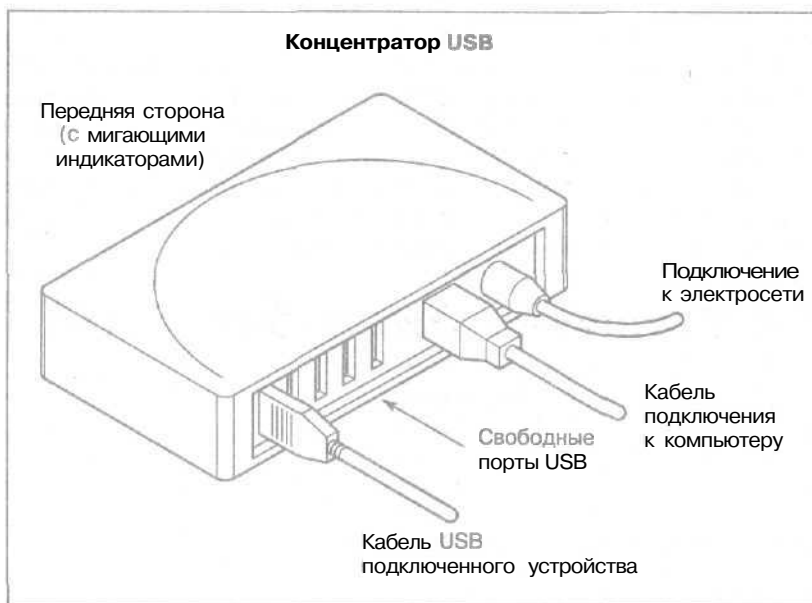 Концентратор USB
Передняя сторона
(с мигающими
индикаторами)
Подключение
к электросети
Кабель
подключения
к компьютеру
Свободные
порты USB
Кабель USB
подключенного устройства